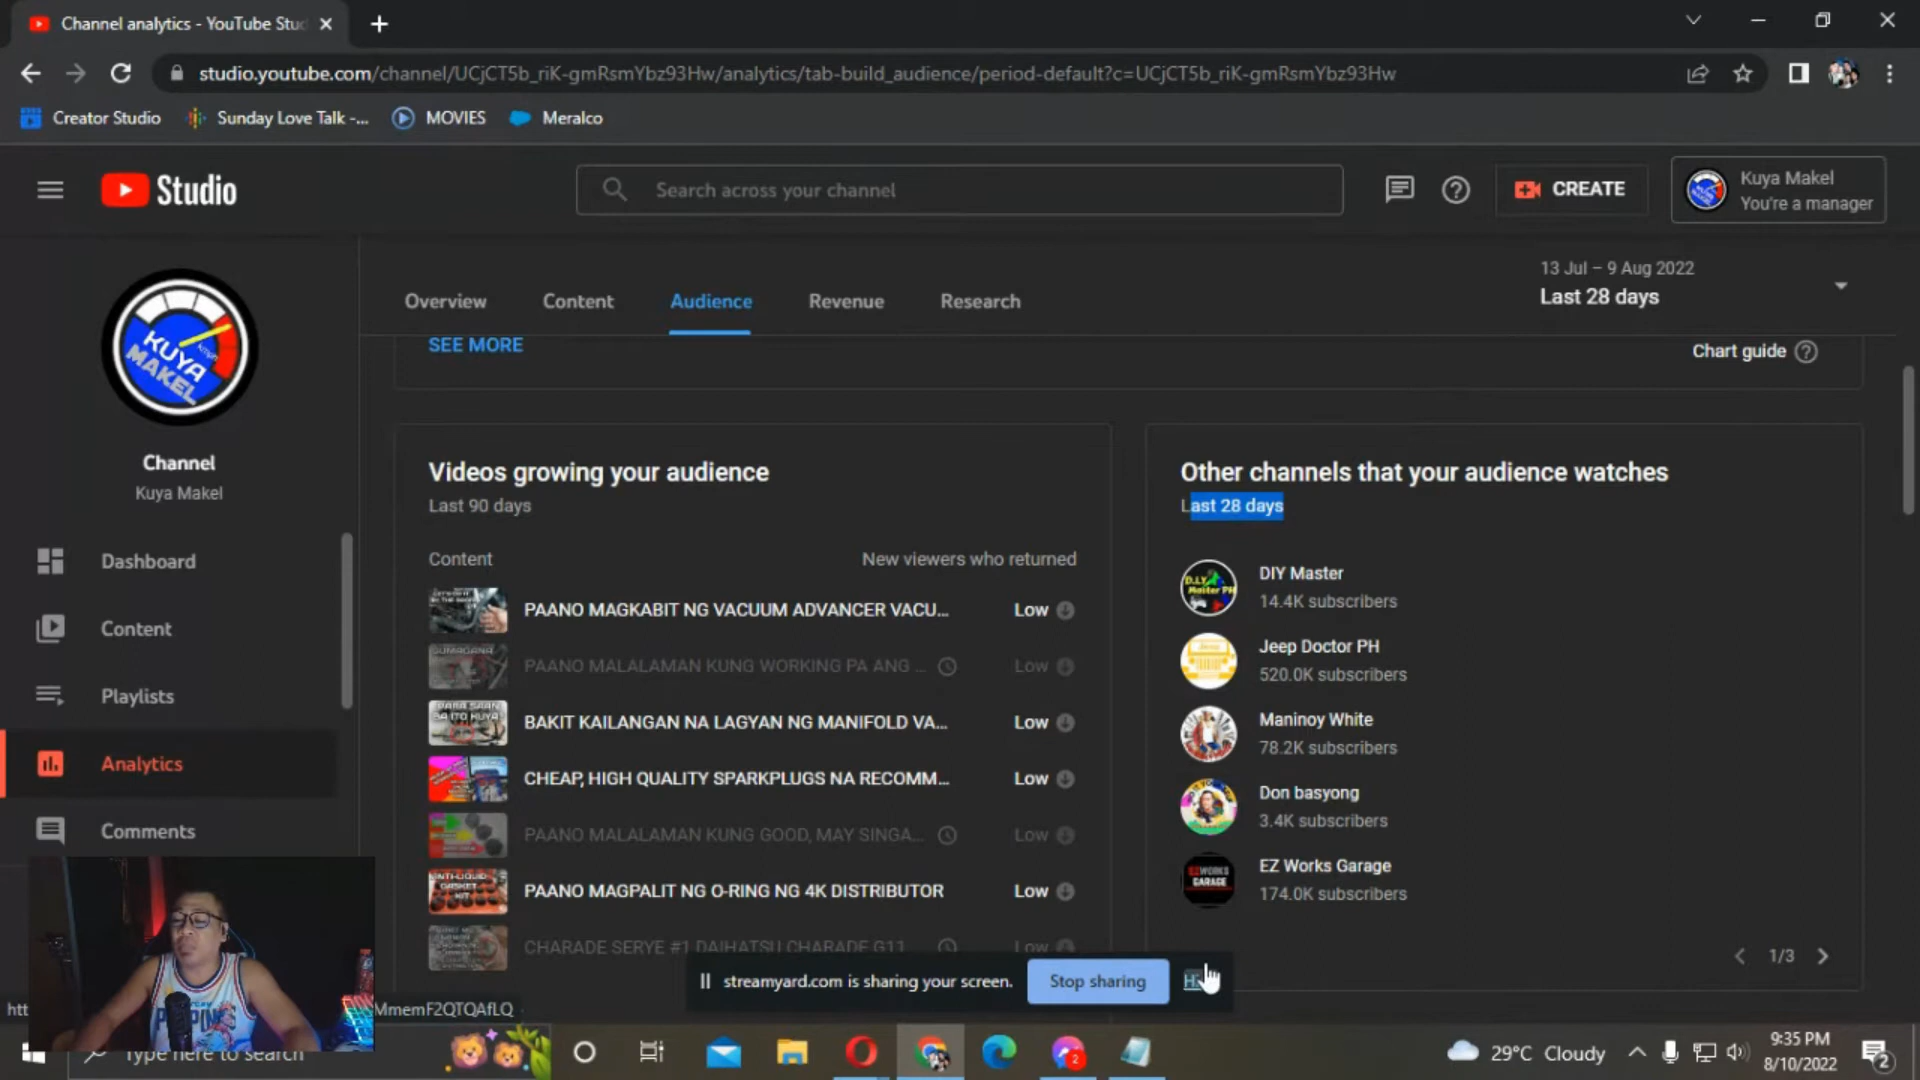 Channel analytics - YouTube Stu
studio.youtube.com/channel/UCjCT5b_riK-gmRsmYbz93Hw/analytics/tab-build_audience/period-default?c=UCjCT5b_riK-gmRsmYbz93Hw
Creator Studio
Sunday Love Talk -...
MOVIES
Meralco
Studio
Search across your channel
CREATE
Kuya Makel
You're a manager
KUYA
MAKEL
Channel
Kuya Makel
Dashboard
Content
Playlists
Analytics
Comments
Overview
Content
Audience
Revenue
Research
13 Jul – 9 Aug 2022
Last 28 days
SEE MORE
Chart guide
Videos growing your audience
Last 90 days
Content
New viewers who returned
PAANO MAGKABIT NG VACUUM ADVANCER VACU...
Low
PAANO MALALAMAN KUNG WORKING PA ANG ...
Low
BAKIT KAILANGAN NA LAGYAN NG MANIFOLD VA...
Low
CHEAP, HIGH QUALITY SPARKPLUGS NA RECOMM...
Low
PAANO MALALAMAN KUNG GOOD, MAY SINGA...
Low
PAANO MAGPALIT NG O-RING NG 4K DISTRIBUTOR
Low
CHARADE SERYE #1 DAIHATSU CHARADE G11
Low
Other channels that your audience watches
Last 28 days
DIY Master
14.4K subscribers
Jeep Doctor PH
520.0K subscribers
Maninoy White
78.2K subscribers
Don basyong
3.4K subscribers
EZWORKS
GARAGE
EZ Works Garage
174.0K subscribers
1/3
streamyard.com is sharing your screen.
Stop sharing
htt
MmemF2QTQAfLQ
Type here to search
2
29°C Cloudy
9:35 PM
8/10/2022
2